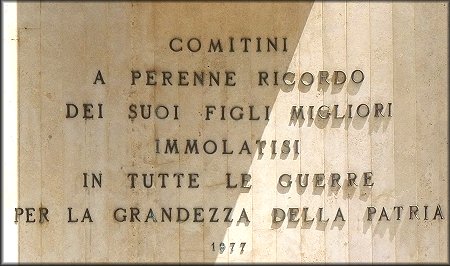 COMITINI
A PERENNE RICORDO
DEI SUOI FIGLI MIGLIORI
IMMOLATISI
IN TUTTE LE GUERRE
PER LA GRANDEZZA DELLA PATRIA
1977